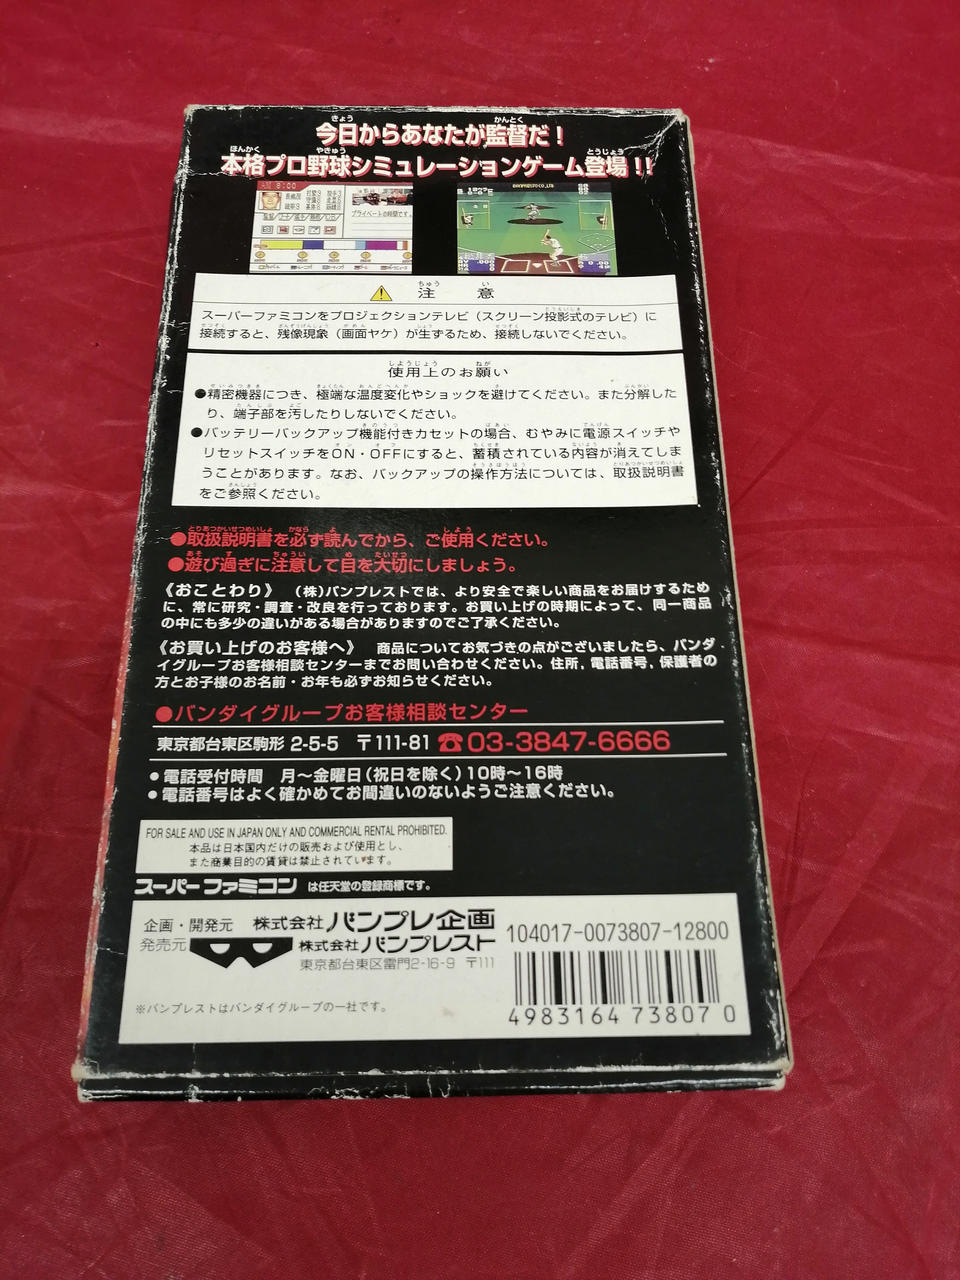 今日からあなたが監督だ！
本格プロ野球シミュレーションゲーム登場！！
AM 8:00
プライベートの時間です。
BANPRESTO CO.,LTD
注意
スーパーファミコンをプロジェクションテレビ（スクリーン投影式のテレビ）に
接続すると、残像現象（画面ヤケ）が生ずるため、接続しないでください。
使用上のお願い
●精密機器につき、極端な温度変化やショックを避けてください。また分解した
り、端子部を汚したりしないでください。
●バッテリーバックアップ機能付きカセットの場合、むやみに電源スイッチや
リセットスイッチをON・OFFにすると、蓄積されている内容が消えてしま
うことがあります。なお、バックアップの操作方法については、取扱説明書
をご参照ください。
●取扱説明書を必ず読んでから、ご使用ください。
●遊び過ぎに注意して目を大切にしましょう。
《おことわり》 （株）バンプレストでは、より安全で楽しい商品をお届けするため
に、常に研究・調査・改良を行っております。お買い上げの時期によって、同一商品
の中にも多少の違いがある場合がありますのでご了承ください。
《お買い上げのお客様へ》 商品についてお気づきの点がございましたら、バンダ
イグループお客様相談センターまでお問い合わせください。住所，電話番号，保護者の
方とお子様のお名前・お年も必ずお知らせください。
●バンダイグループお客様相談センター
東京都台東区駒形 2-5-5 〒111-81 ☎03-3847-6666
●電話受付時間 月〜金曜日（祝日を除く）10時〜16時
●電話番号はよく確かめてお間違いのないようご注意ください。
FOR SALE AND USE IN JAPAN ONLY AND COMMERCIAL RENTAL PROHIBITED.
本品は日本国内だけの販売および使用とし、
また商業目的の賃貸は禁止されています。
スーパーファミコン は任天堂の登録商標です。
企画・開発元 株式会社バンプレ企画
発売元 株式会社バンプレスト
東京都台東区雷門2-16-9 〒111
※バンプレストはバンダイグループの一社です。
104017-0073807-12800
4983164 73807 0